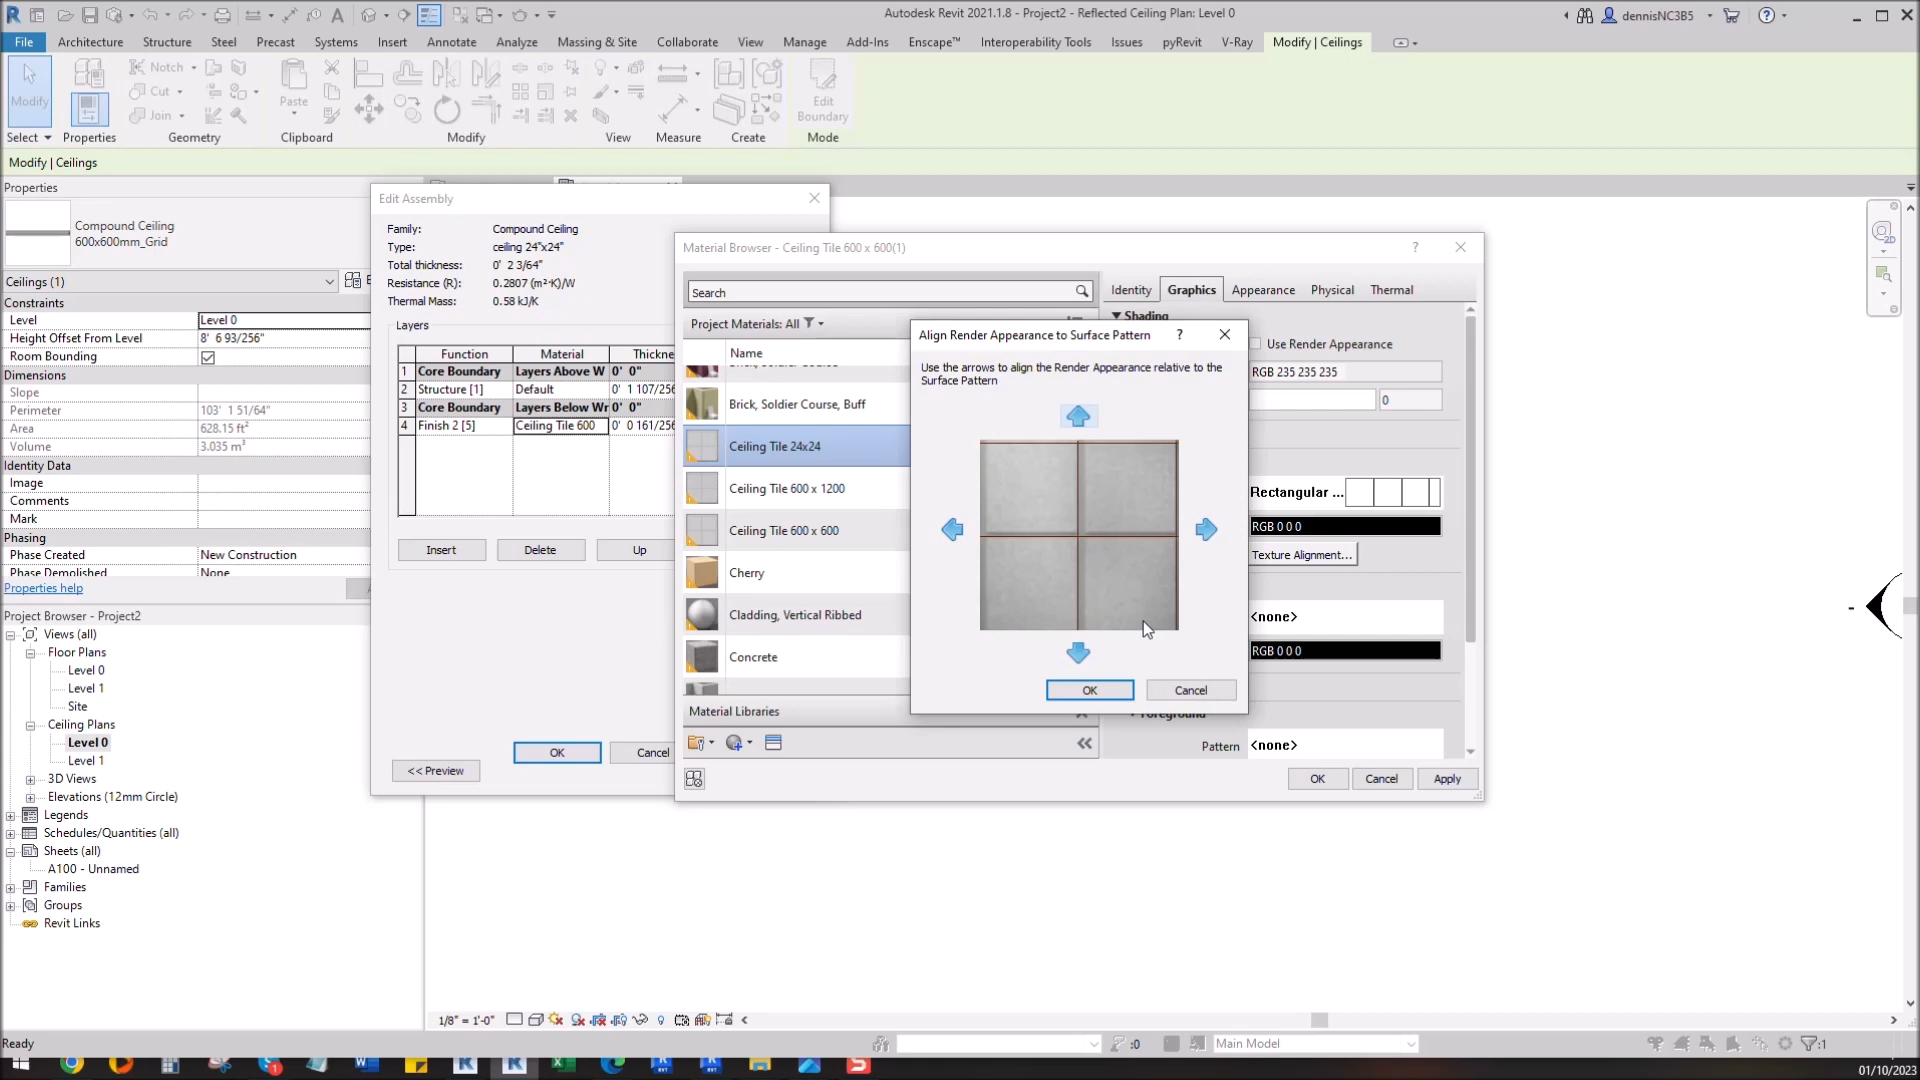 Autodesk Revit 2021.1.8 - Project2 - Reflected Ceiling Plan: Level 0
dennisNC3B5
File Architecture Structure Steel Precast Systems Insert Annotate Analyze Massing & Site Collaborate View Manage Add-Ins Enscape™ Interoperability Tools Issues pyRevit V-Ray Modify | Ceilings
Modify
Notch
Cut
Join
Paste
Edit
Boundary
Select Properties Geometry Clipboard Modify View Measure Create Mode
Modify | Ceilings
Properties
Compound Ceiling
600x600mm_Grid
Ceilings (1)
Constraints
Level Level 0
Height Offset From Level 8' 6 93/256"
Room Bounding
Dimensions
Slope
Perimeter 103' 1 51/64"
Area 628.15 ft²
Volume 3.035 m³
Identity Data
Image
Comments
Mark
Phasing
Phase Created New Construction
Phase Demolished None
Properties help
Project Browser - Project2
Views (all)
Floor Plans
Level 0
Level 1
Site
Ceiling Plans
Level 0
Level 1
3D Views
Elevations (12mm Circle)
Legends
Schedules/Quantities (all)
Sheets (all)
A100 - Unnamed
Families
Groups
Revit Links
Edit Assembly
Family: Compound Ceiling
Type: ceiling 24"x24"
Total thickness: 0' 2 3/64"
Resistance (R): 0.2807 (m²·K)/W
Thermal Mass: 0.58 kJ/K
Layers
Function Material Thickne
1 Core Boundary Layers Above W 0' 0"
2 Structure [1] Default 0' 1 107/256
3 Core Boundary Layers Below Wr 0' 0"
4 Finish 2 [5] Ceiling Tile 600 0' 0 161/256
Insert Delete Up
OK Cancel
<< Preview
Material Browser - Ceiling Tile 600 x 600(1)
?
Search
Project Materials: All
Name
Brick, Soldier Course, Buff
Ceiling Tile 24x24
Ceiling Tile 600 x 1200
Ceiling Tile 600 x 600
Cherry
Cladding, Vertical Ribbed
Concrete
Material Libraries
Identity Graphics Appearance Physical Thermal
Shading
Use Render Appearance
RGB 235 235 235
0
Rectangular ...
RGB 0 0 0
Texture Alignment...
<none>
RGB 0 0 0
Foreground
Pattern <none>
OK Cancel Apply
Align Render Appearance to Surface Pattern ?
Use the arrows to align the Render Appearance relative to the
Surface Pattern
OK Cancel
1/8" = 1'-0"
Ready
:0
Main Model
:1
01/10/2023